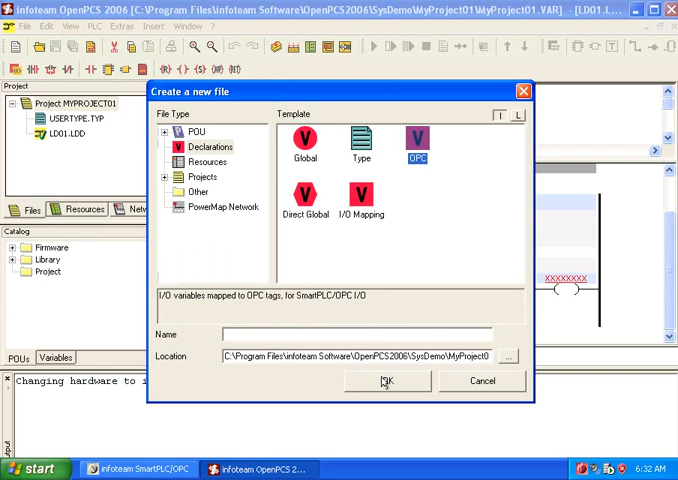 infoteam OpenPCS 2006 [C:\Program Files\infoteam Software\OpenPCS2006\SysDemo\MyProject01\MyProject01.VAR] - [LD01.L
File Edit View PLC Extras Insert Window ?
Project
Project MYPROJECT01
USERTYPE.TYP
LD01.LDD
Files
Resources
Netw
Catalog
Firmware
Library
Project
POUs
Variables
Create a new file
File Type
Template
I
L
POU
Declarations
Resources
Projects
Other
PowerMap Network
Global
Type
OPC
Direct Global
I/O Mapping
I/O variables mapped to OPC tags, for SmartPLC/OPC I/O
Name
Location
C:\Program Files\infoteam Software\OpenPCS2006\SysDemo\MyProject0
...
OK
Cancel
XXXXXXXX
Changing hardware to i
start
infoteam SmartPLC/OPC
infoteam OpenPCS 2...
6:32 AM